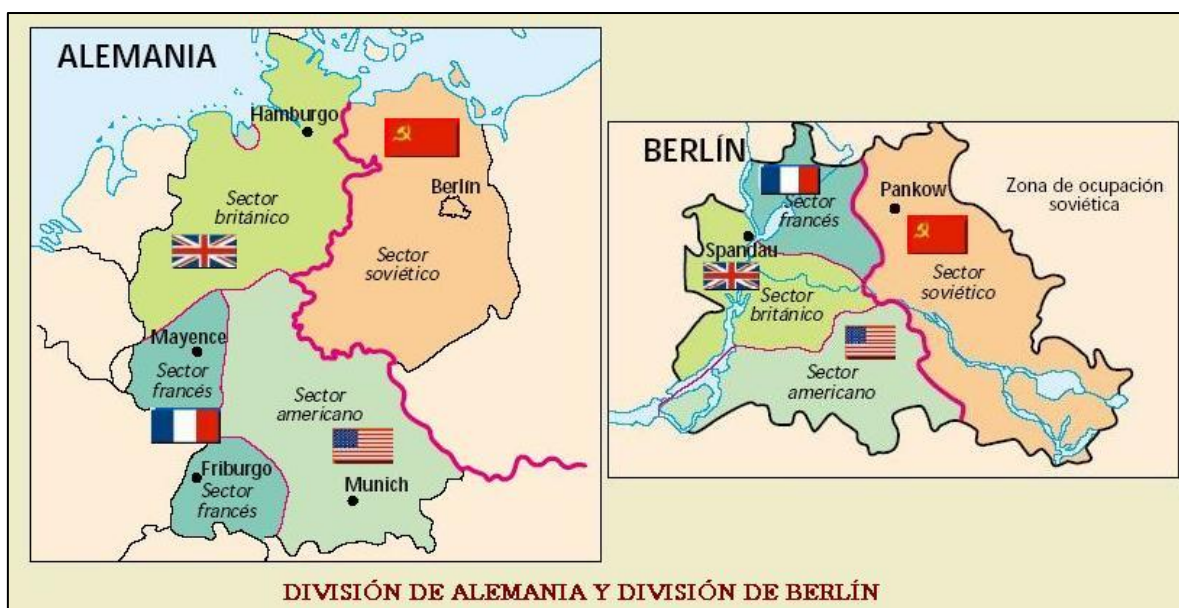 ALEMANIA
Hamburgo
Berlín
Sector
británico
Sector
soviético
Mayence
Sector
francés
Sector
americano
Friburgo
Sector
francés
Munich
BERLÍN
Pankow
Zona de ocupación
soviética
Sector
francés
Spandau
Sector
británico
Sector
soviético
Sector
americano
DIVISIÓN DE ALEMANIA Y DIVISIÓN DE BERLÍN